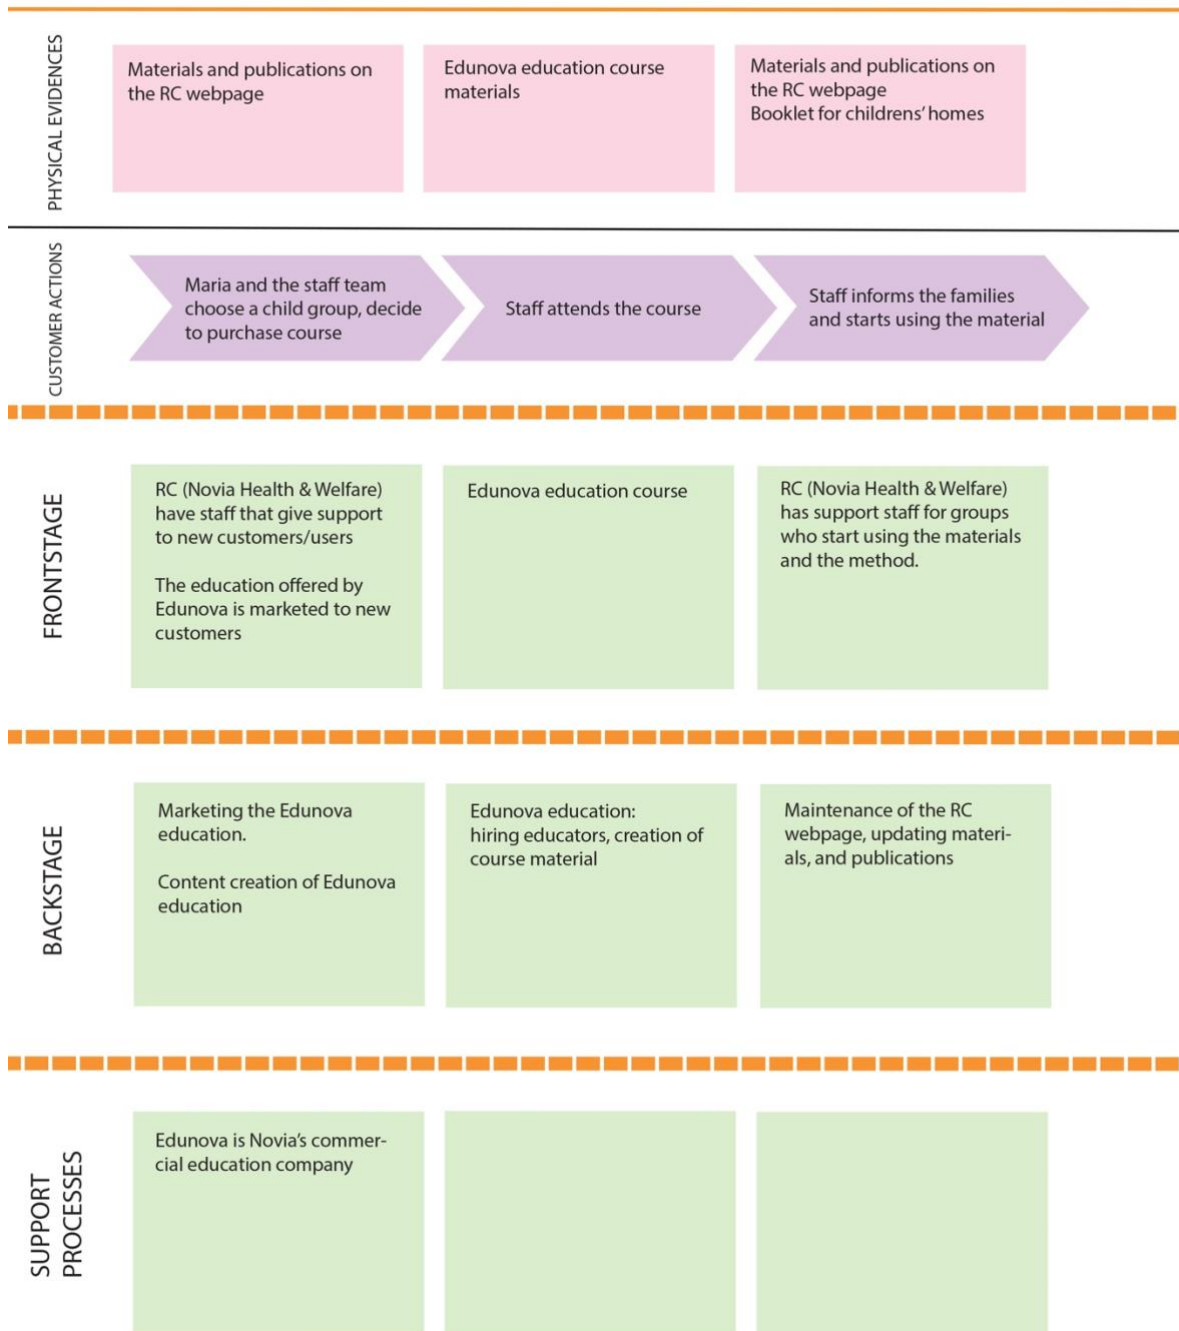 PHYSICAL EVIDENCES
Materials and publications on
the RC webpage
Edunova education course
materials
Materials and publications on
the RC webpage
Booklet for childrens’ homes
CUSTOMER ACTIONS
Maria and the staff team
choose a child group, decide
to purchase course
Staff attends the course
Staff informs the families
and starts using the material
FRONTSTAGE
RC (Novia Health & Welfare)
have staff that give support
to new customers/users
The education offered by
Edunova is marketed to new
customers
Edunova education course
RC (Novia Health & Welfare)
has support staff for groups
who start using the materials
and the method.
BACKSTAGE
Marketing the Edunova
education.
Content creation of Edunova
education
Edunova education:
hiring educators, creation of
course material
Maintenance of the RC
webpage, updating materi-
als, and publications
SUPPORT
PROCESSES
Edunova is Novia’s commer-
cial education company